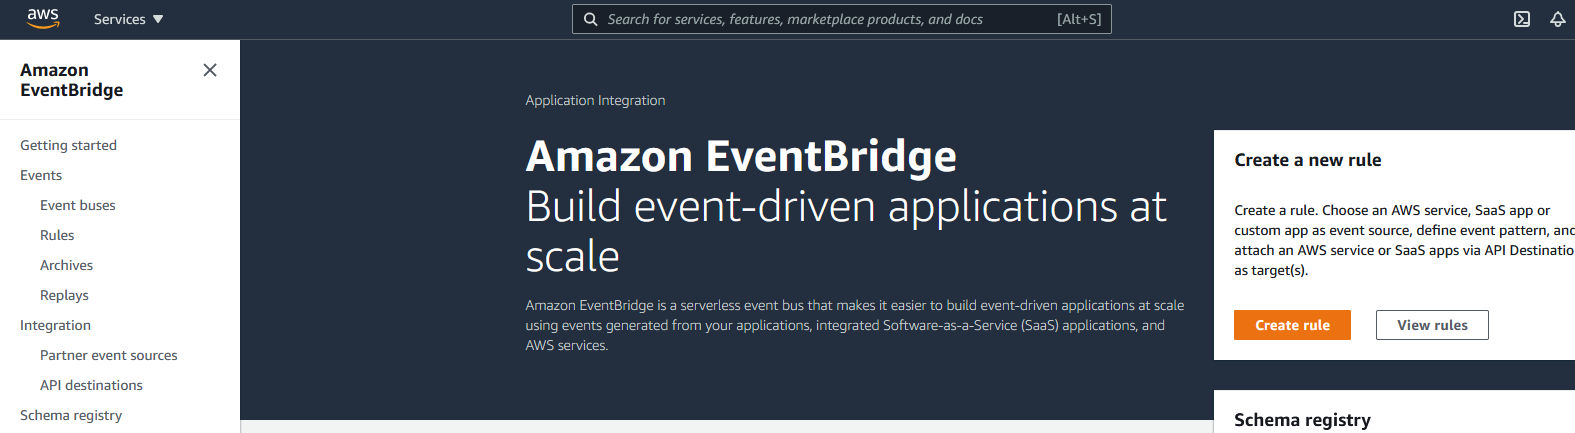 aws
Services
Search for services, features, marketplace products, and docs
[Alt+S]
Amazon
EventBridge
Getting started
Events
Event buses
Rules
Archives
Replays
Integration
Partner event sources
API destinations
Schema registry
Application Integration
Amazon EventBridge
Build event-driven applications at
scale
Amazon EventBridge is a serverless event bus that makes it easier to build event-driven applications at scale
using events generated from your applications, integrated Software-as-a-Service (SaaS) applications, and
AWS services.
Create a new rule
Create a rule. Choose an AWS service, SaaS app or
custom app as event source, define event pattern, and
attach an AWS service or SaaS apps via API Destinatio
as target(s).
Create rule
View rules
Schema registry